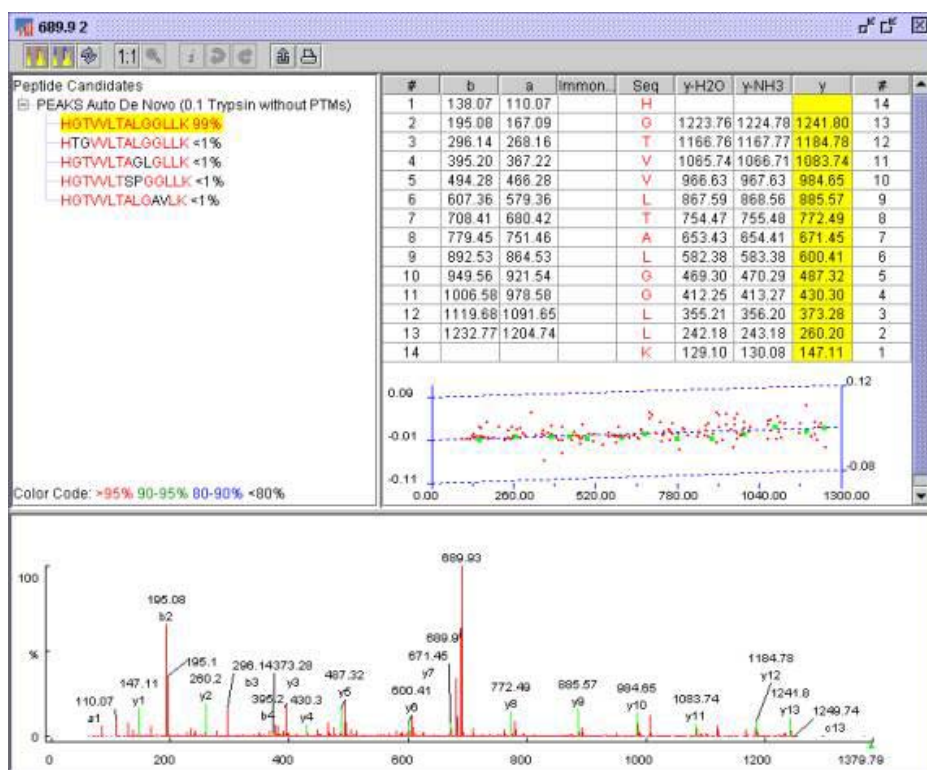 689.9 2
1:1
Peptide Candidates
PEAKS Auto De Novo (0.1 Trypsin without PTMs)
HGTVVLTALGGLLK 99%
HTGVVLTALGGLLK <1%
HGTVVLTAGLGLLK <1%
HGTVVLTSPGGLLK <1%
HGTVVLTALGAVLK <1%
Color Code: >95% 90-95% 80-90% <80%
# b a Immon... Seq y-H2O y-NH3 y #
1 138.07 110.07 H 14
2 195.08 167.09 G 1223.76 1224.78 1241.80 13
3 296.14 268.16 T 1166.76 1167.77 1184.78 12
4 395.20 367.22 V 1065.74 1066.71 1083.74 11
5 494.28 466.28 V 966.63 967.63 984.65 10
6 607.36 579.36 L 867.59 868.56 885.57 9
7 708.41 680.42 T 754.47 755.48 772.49 8
8 779.45 751.46 A 653.43 654.41 671.45 7
9 892.53 864.53 L 582.38 583.38 600.41 6
10 949.56 921.54 G 469.30 470.29 487.32 5
11 1006.58 978.58 G 412.25 413.27 430.30 4
12 1119.68 1091.65 L 355.21 356.20 373.28 3
13 1232.77 1204.74 L 242.18 243.18 260.20 2
14 K 129.10 130.08 147.11 1
0.09 0.12
-0.01
-0.11 -0.08
0.00 260.00 520.00 780.00 1040.00 1300.00
689.93
100
195.08
b2
%
195.1
147.11
y1
260.2
y2
110.07
a1
296.14
b3
373.28
y3
395.2
b4
430.3
y4
487.32
y5
600.41
y6
671.45
y7
689.9
772.49
y8
885.57
y9
984.65
y10
1083.74
y11
1184.78
y12
1241.8
y13
1249.74
c13
0
0 200 400 600 800 1000 1200 1379.79